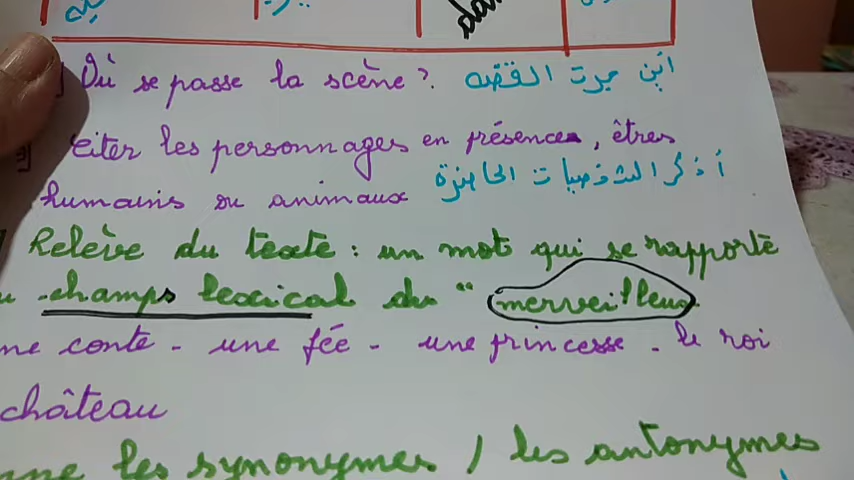 Où se passe la scène? أين جرت القصه
citer les personnages en présence, êtres
humains ou animaux أذكر الشخصيات الحاضرة
Relève du texte : un mot qui se rapporte
champs lexical du "merveilleux
conte - une fée - une princesse - le roi
château
les synonymes / les antonymes